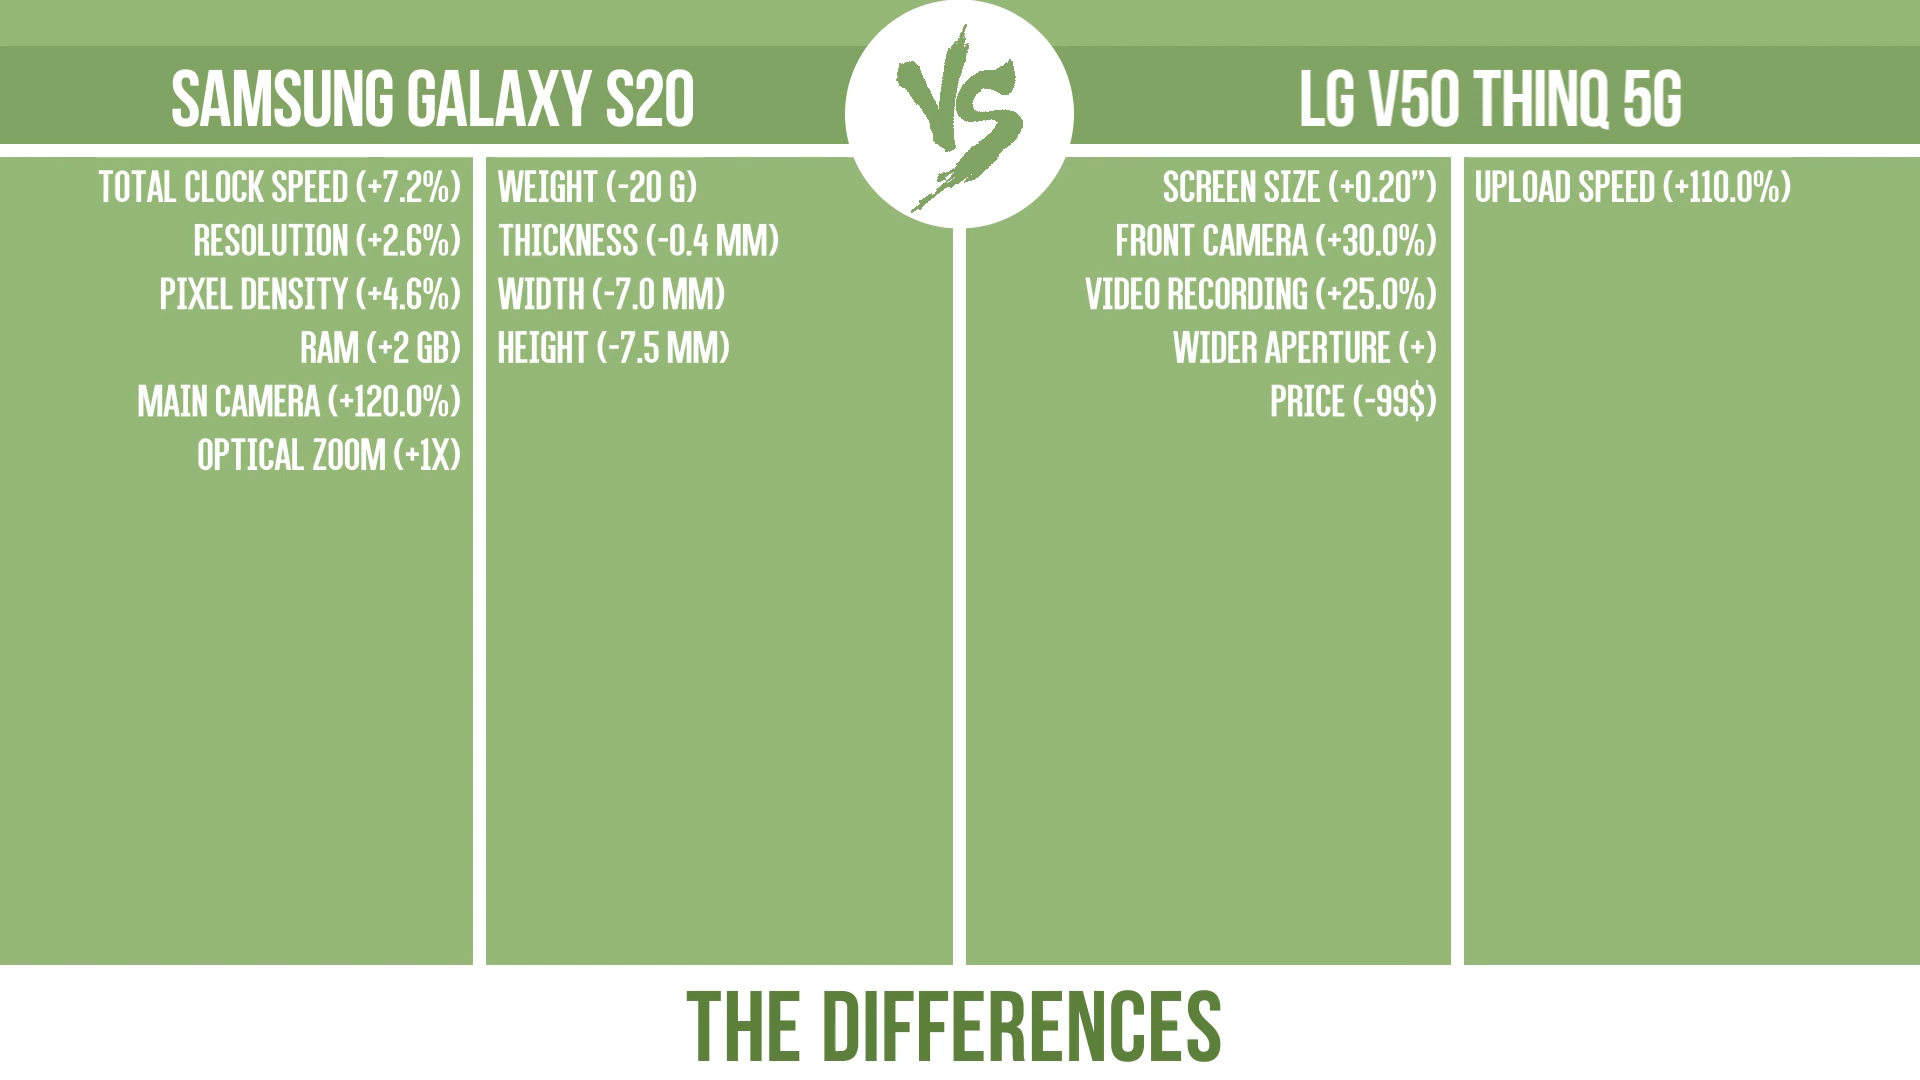 VS
SAMSUNG GALAXY S20
LG V50 THINQ 5G
TOTAL CLOCK SPEED (+7.2%)
RESOLUTION (+2.6%)
PIXEL DENSITY (+4.6%)
RAM (+2 GB)
MAIN CAMERA (+120.0%)
OPTICAL ZOOM (+1X)
WEIGHT (-20 G)
THICKNESS (-0.4 MM)
WIDTH (-7.0 MM)
HEIGHT (-7.5 MM)
SCREEN SIZE (+0.20”)
FRONT CAMERA (+30.0%)
VIDEO RECORDING (+25.0%)
WIDER APERTURE (+)
PRICE (-99$)
UPLOAD SPEED (+110.0%)
THE DIFFERENCES